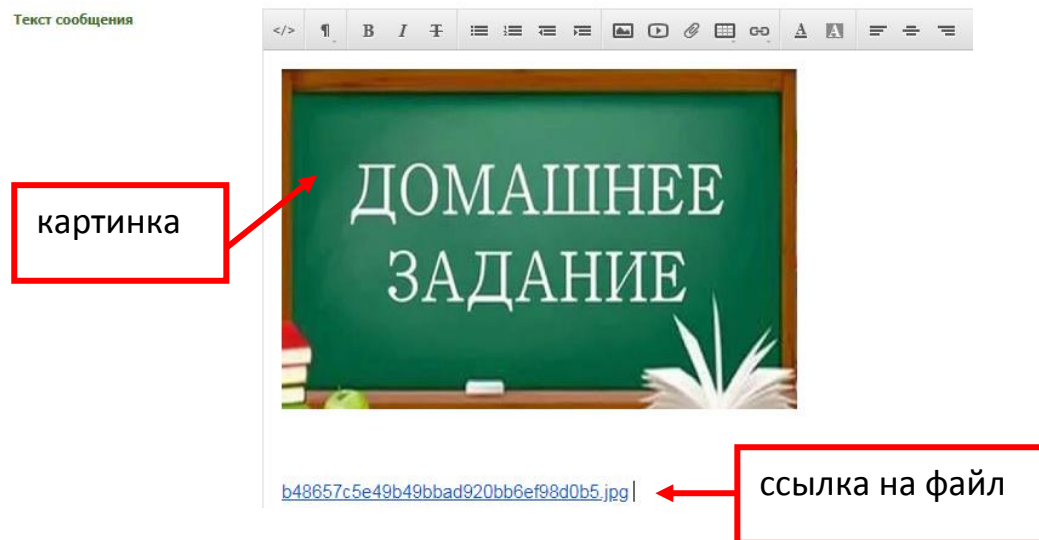 Текст сообщения
B I T A A
ДОМАШНЕЕ
ЗАДАНИЕ
картинка
b48657c5e49b49bbad920bb6ef98d0b5.jpg
ссылка на файл